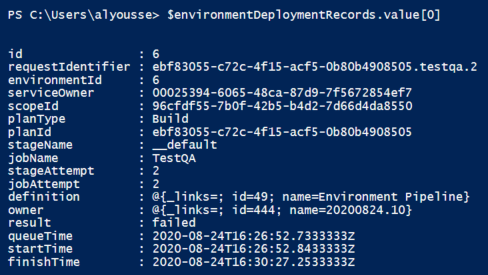 PS C:\Users\alyousse> $environmentDeploymentRecords.value[0]
id                : 6
requestIdentifier : ebf83055-c72c-4f15-acf5-0b80b4908505.testqa.2
environmentId     : 6
serviceOwner      : 00025394-6065-48ca-87d9-7f5672854ef7
scopeId           : 96cfdf55-7b0f-42b5-b4d2-7d66d4da8550
planType          : Build
planId            : ebf83055-c72c-4f15-acf5-0b80b4908505
stageName         : __default
jobName           : TestQA
stageAttempt      : 2
jobAttempt        : 2
definition        : @{_links=; id=49; name=Environment Pipeline}
owner             : @{_links=; id=444; name=20200824.10}
result            : failed
queueTime         : 2020-08-24T16:26:52.7333333Z
startTime         : 2020-08-24T16:26:52.8433333Z
finishTime        : 2020-08-24T16:30:27.2533333Z